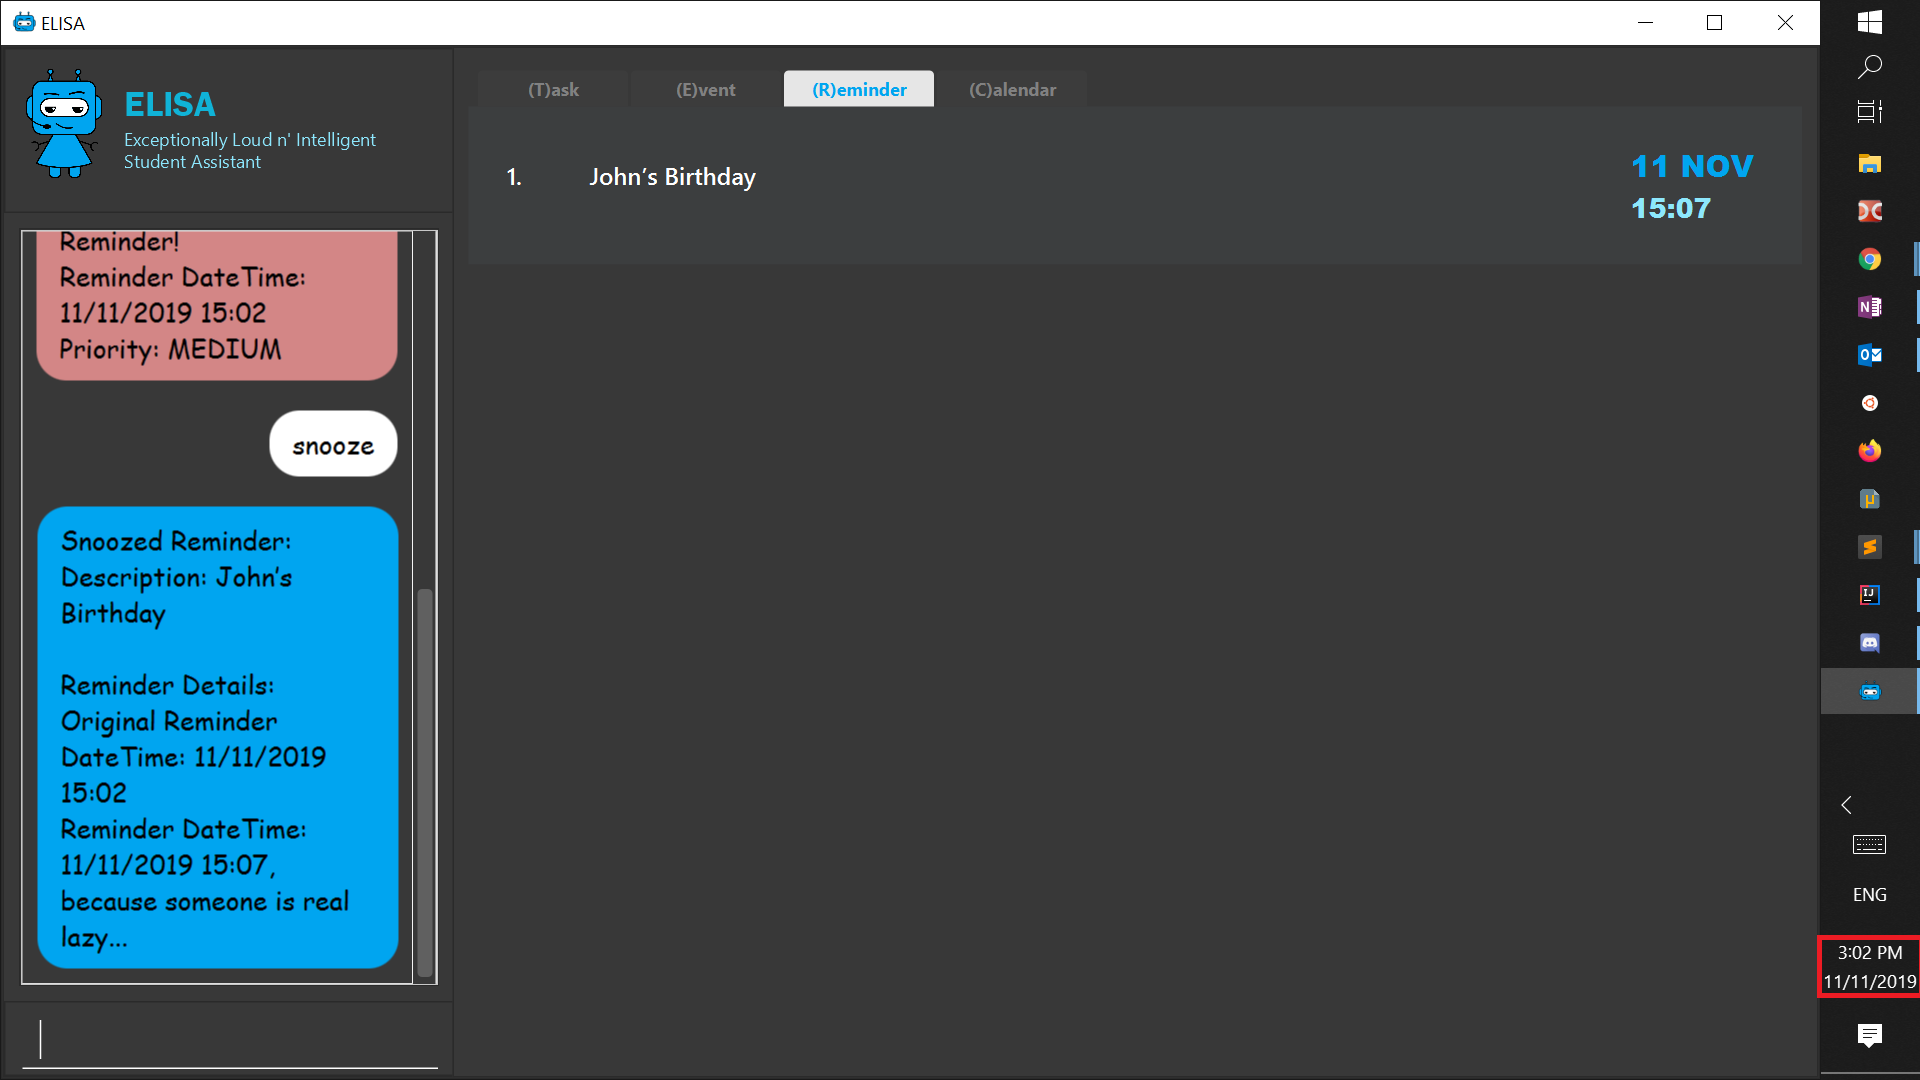 ELISA
ELISA
Exceptionally Loud n' Intelligent
Student Assistant
Reminder!
Reminder DateTime:
11/11/2019 15:02
Priority: MEDIUM
snooze
Snoozed Reminder:
Description: John's
Birthday
Reminder Details:
Original Reminder
DateTime: 11/11/2019
15:02
Reminder DateTime:
11/11/2019 15:07,
because someone is real
lazy...
(T)ask
(E)vent
(R)eminder
(C)alendar
1.
John's Birthday
11 NOV
15:07
ENG
3:02 PM
11/11/2019